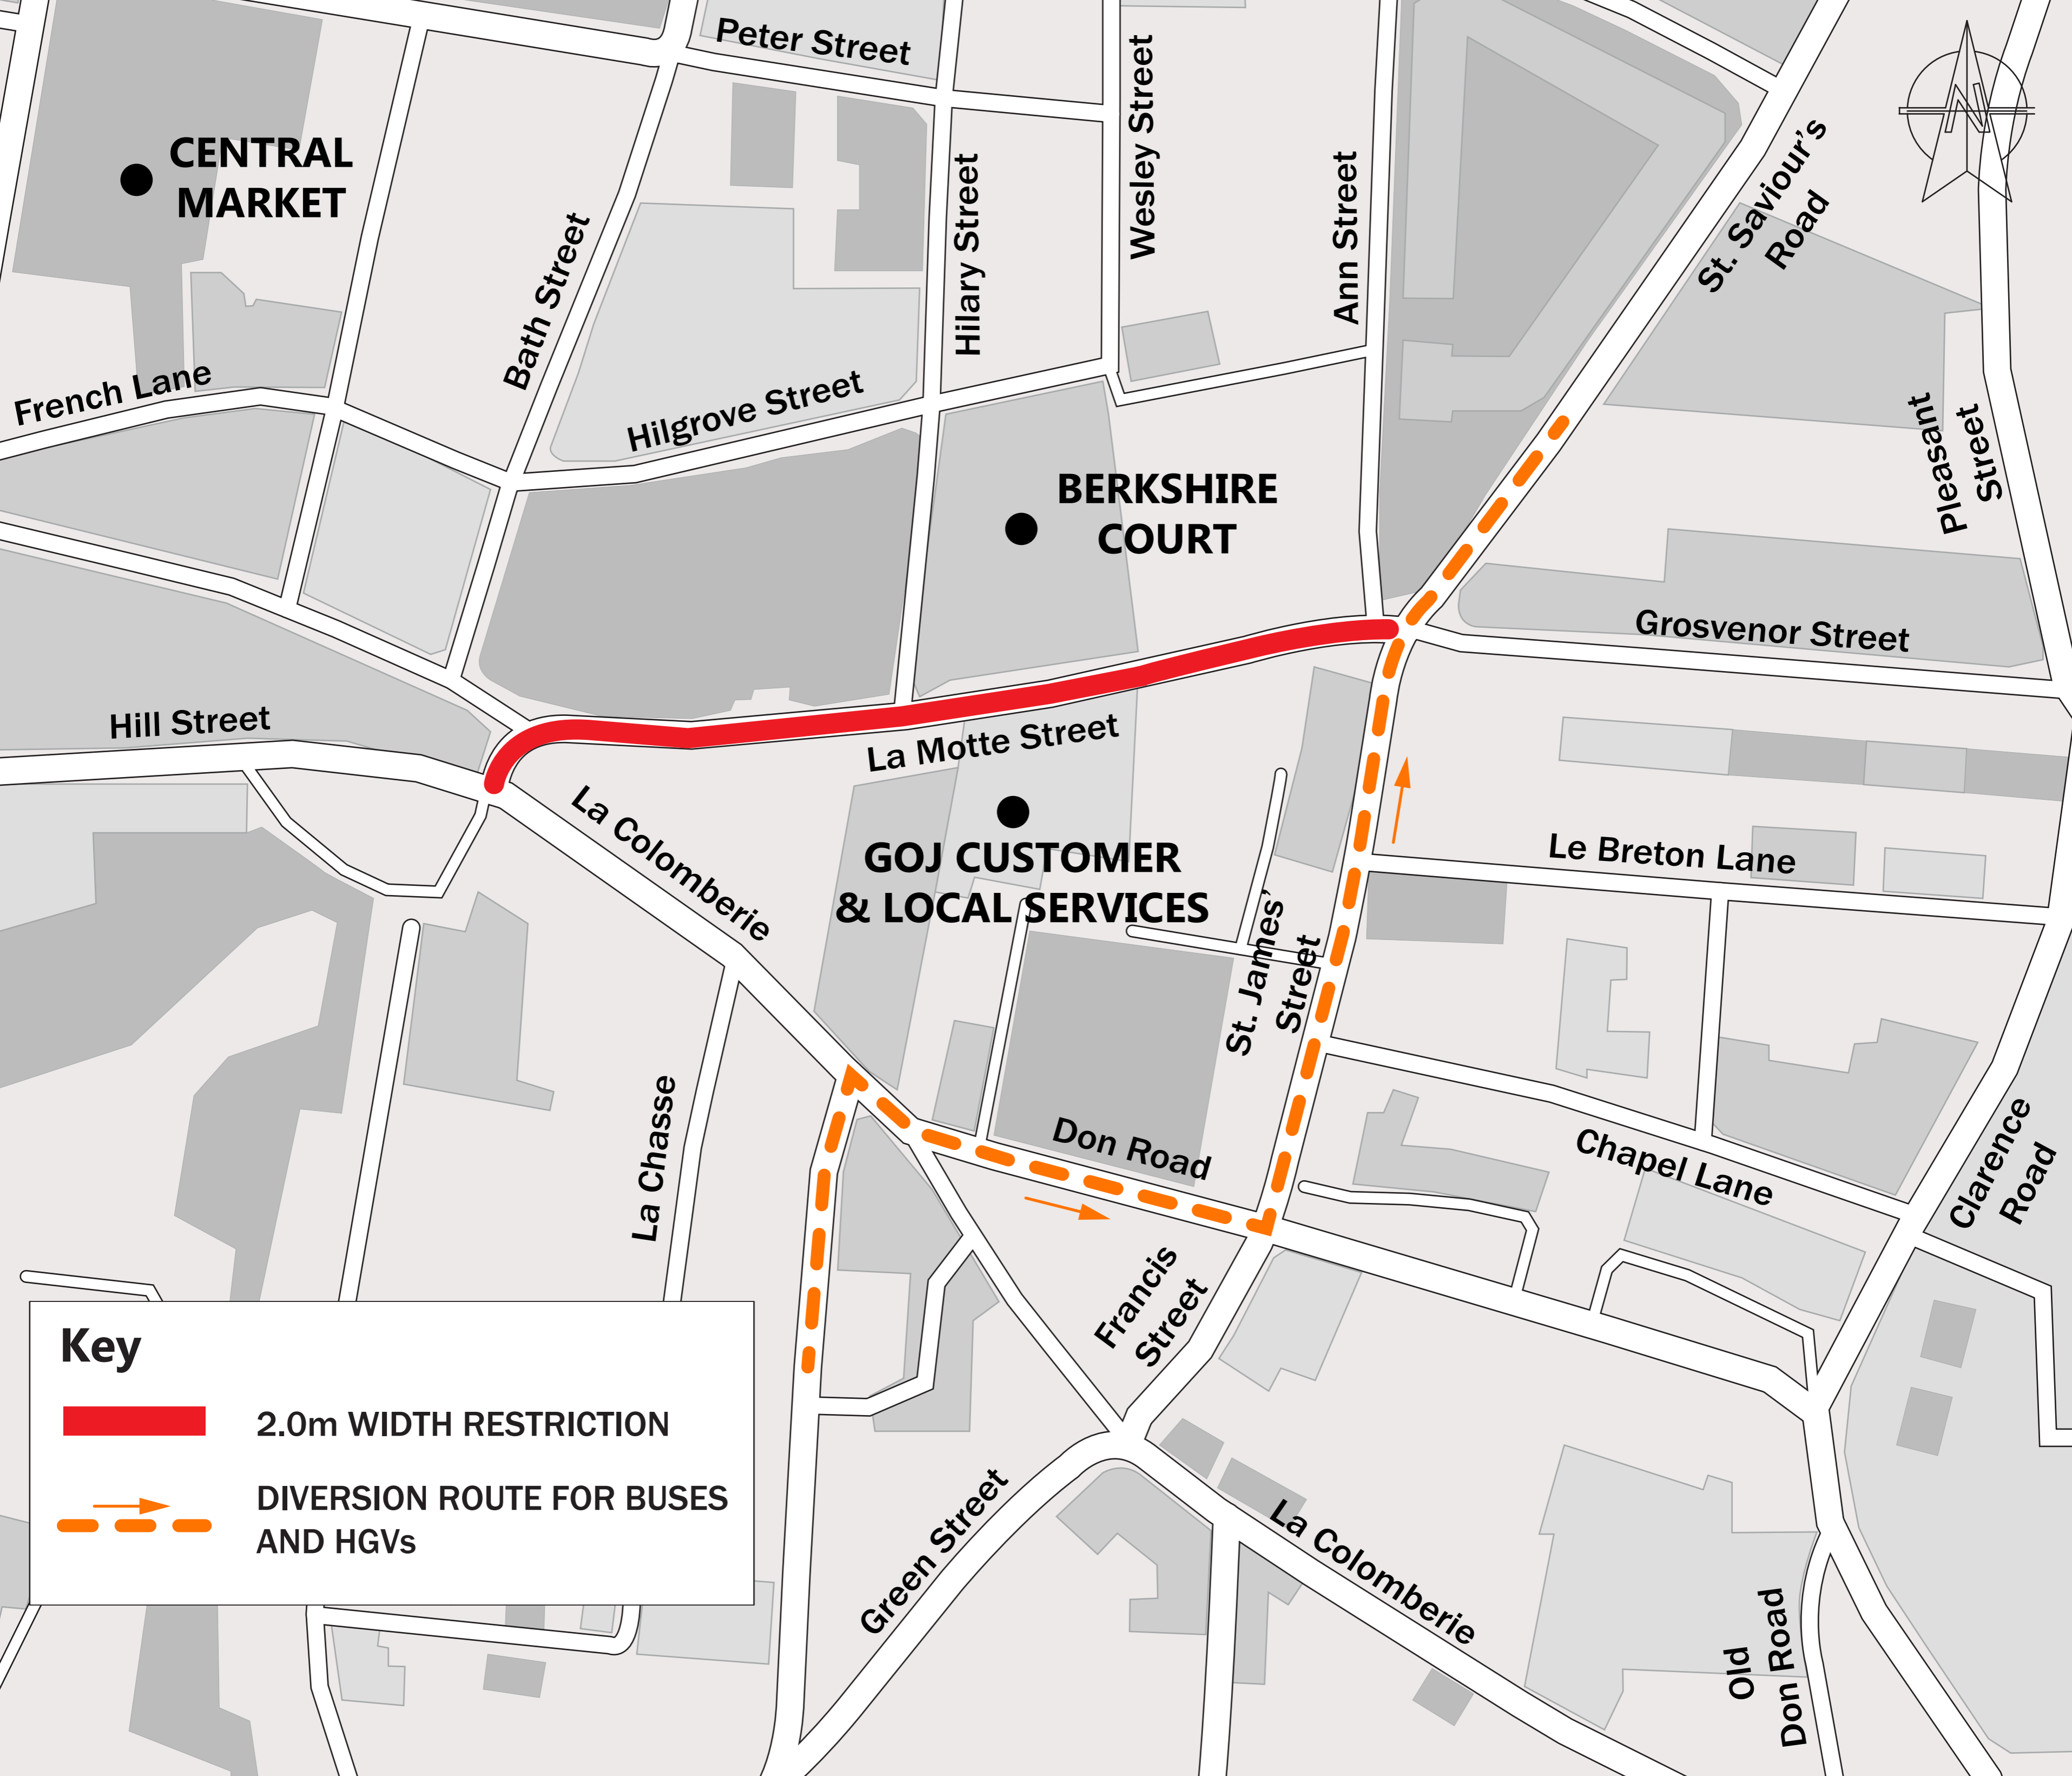 Peter Street
Wesley Street
CENTRAL
MARKET
St. Saviour's
Road
N
Hilary Street
Ann Street
Bath Street
French Lane
Hilgrove Street
Pleasant
Street
BERKSHIRE
COURT
Grosvenor Street
Hill Street
La Motte Street
La Colomberie
GOJ CUSTOMER
& LOCAL SERVICES
Le Breton Lane
St. James'
Street
La Chasse
Don Road
Chapel Lane
Clarence
Road
Francis
Street
Key
2.0m WIDTH RESTRICTION
DIVERSION ROUTE FOR BUSES
AND HGVs
Green Street
La Colomberie
Old
Don Road